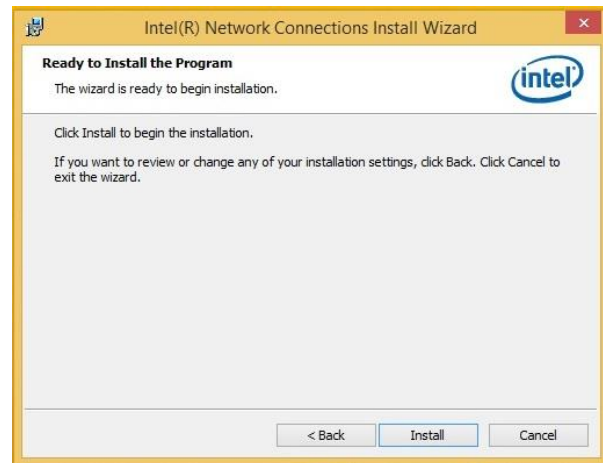 Intel(R) Network Connections Install Wizard
Ready to Install the Program
The wizard is ready to begin installation.
intel
Click Install to begin the installation.
If you want to review or change any of your installation settings, click Back. Click Cancel to
exit the wizard.
< Back
Install
Cancel